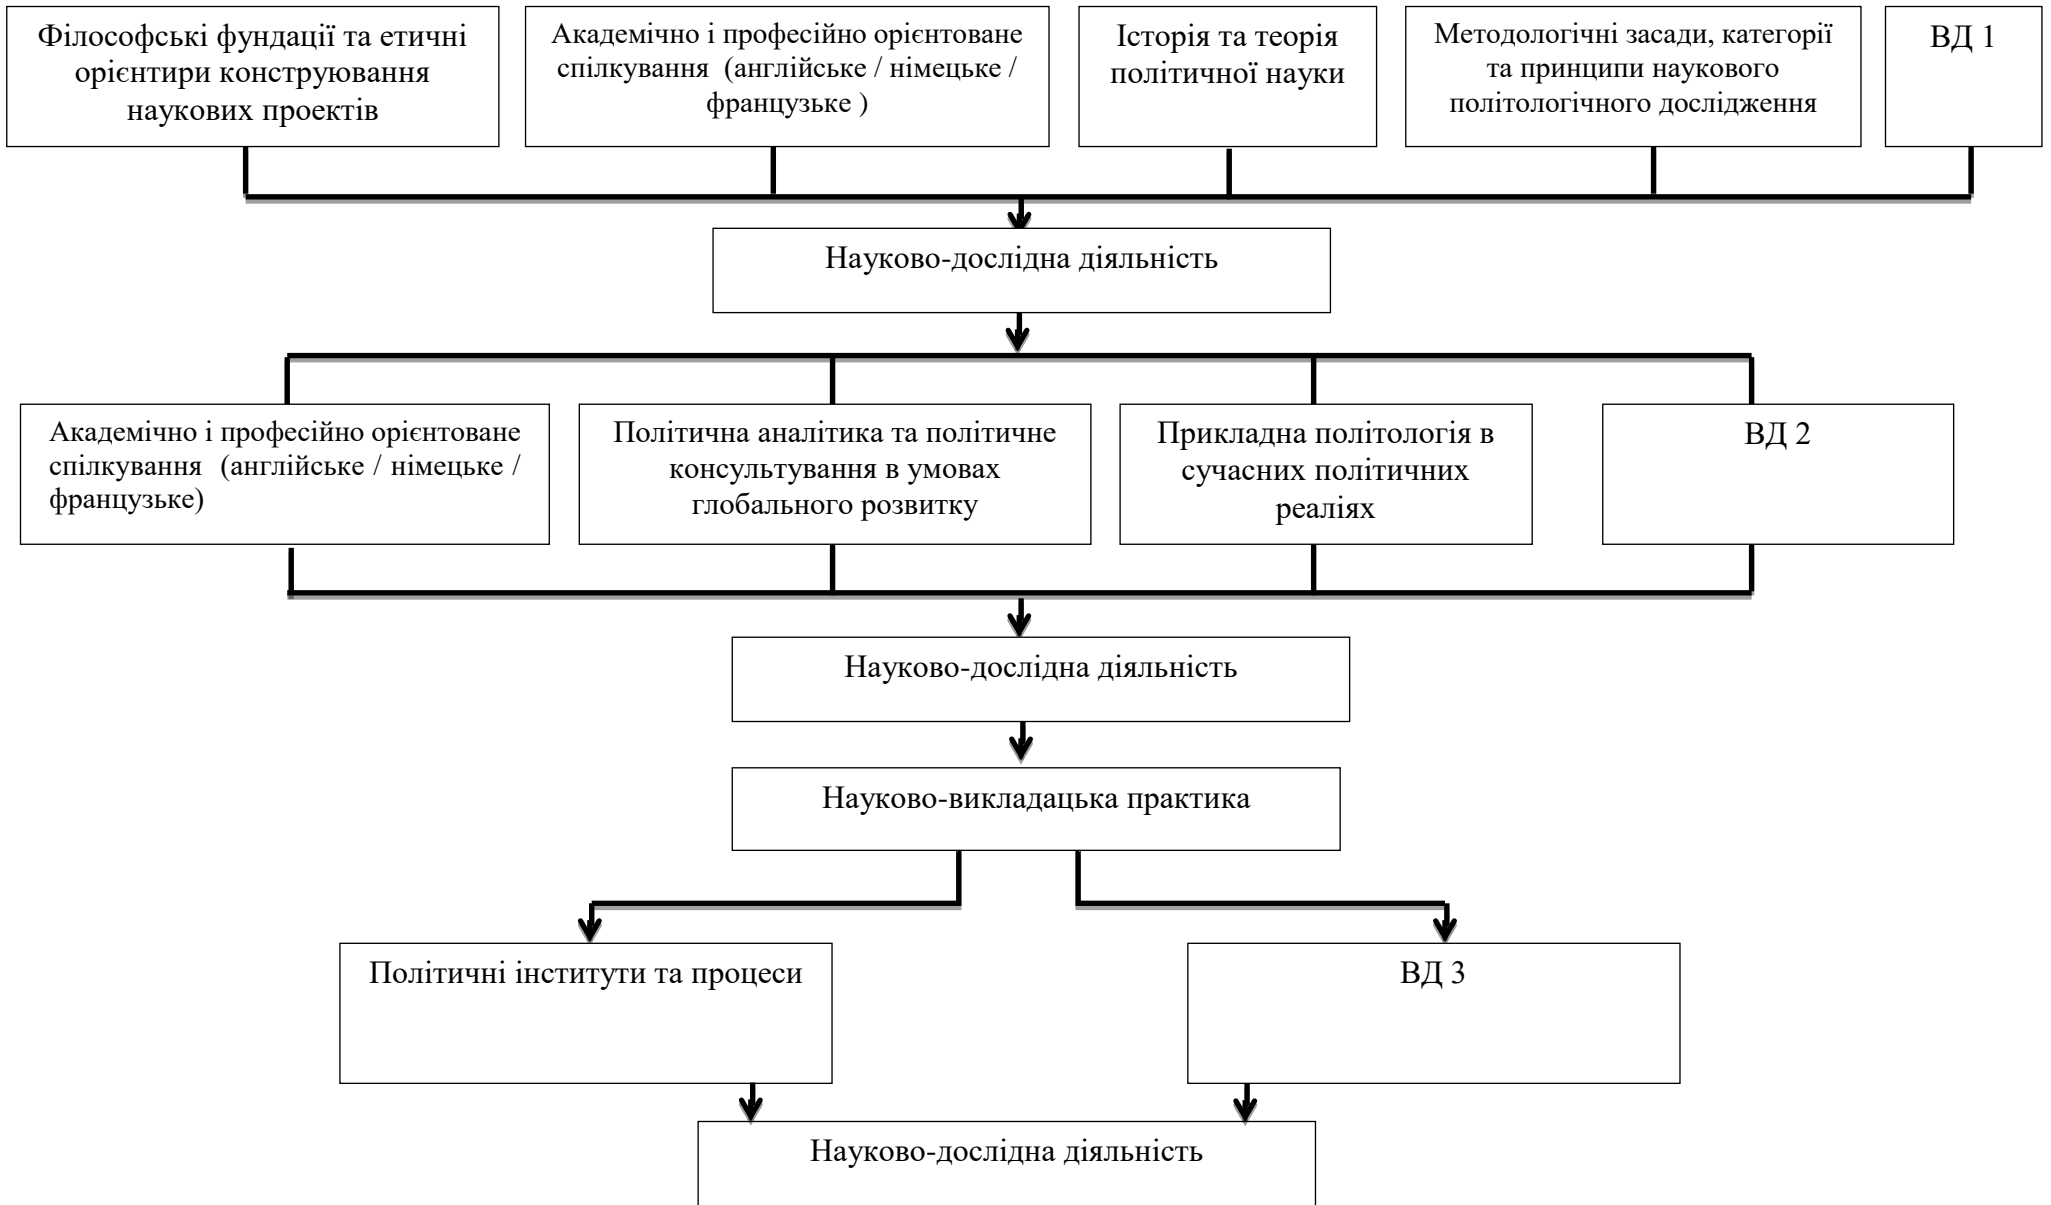 Філософські фундації та етичні
орієнтири конструювання
наукових проектів
Академічно і професійно орієнтоване
спілкування (англійське / німецьке /
французьке )
Історія та теорія
політичної науки
Методологічні засади, категорії
та принципи наукового
політологічного дослідження
ВД 1
Науково-дослідна діяльність
Академічно і професійно орієнтоване
спілкування (англійське / німецьке /
французьке)
Політична аналітика та політичне
консультування в умовах
глобального розвитку
Прикладна політологія в
сучасних політичних
реаліях
ВД 2
Науково-дослідна діяльність
Науково-викладацька практика
Політичні інститути та процеси
ВД 3
Науково-дослідна діяльність